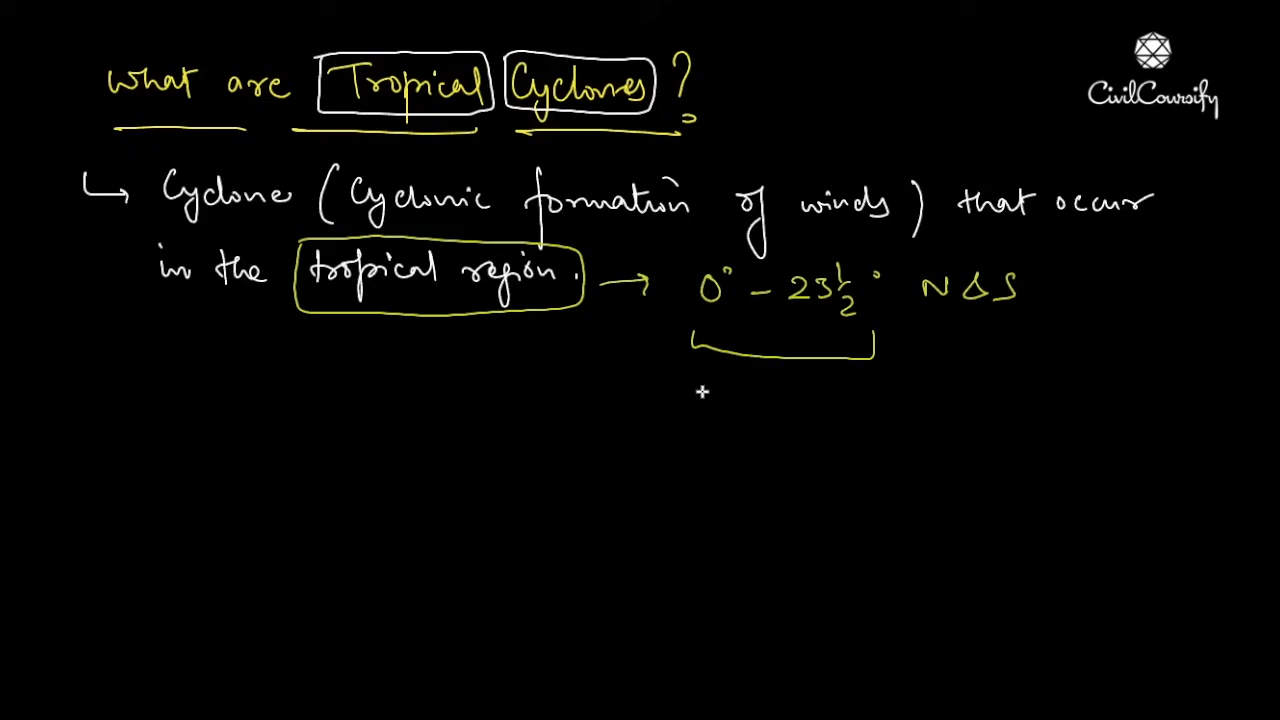 What are Tropical Cyclones?
CivilCoursify
↳ Cyclone (Cyclonic formation of winds) that occur
in the tropical region. → 0° - 23½° N & S